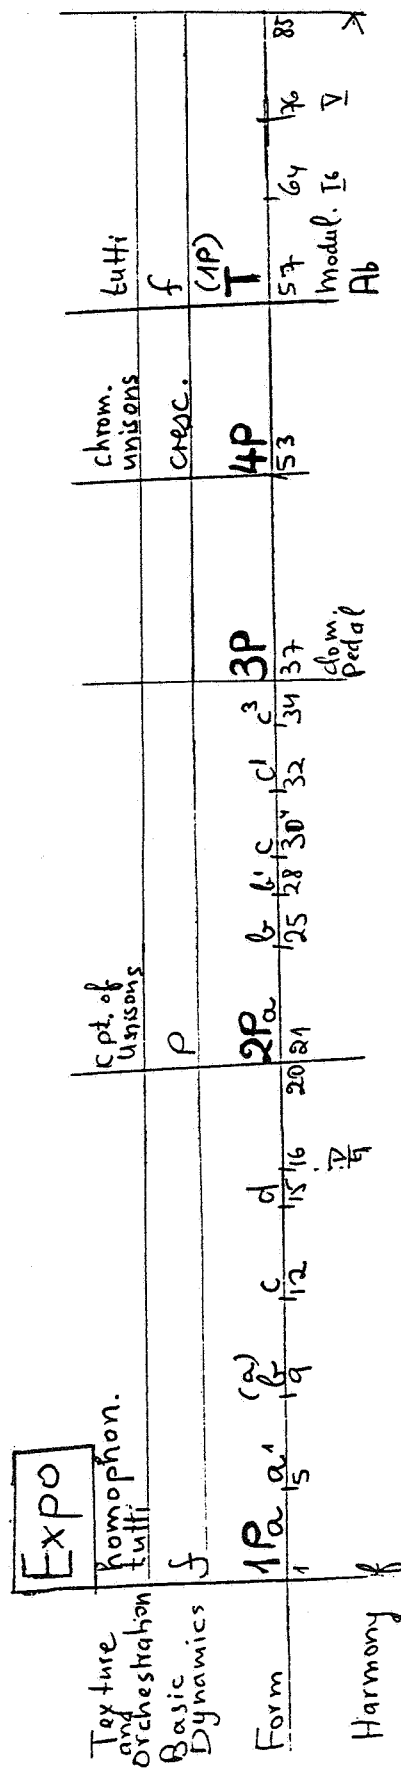 Expo
Texture
and
Orchestration
homophon.
tutti
c pt. of
Unisons
chrom.
unisons
tutti
Basic
Dynamics
f
p
cresc.
f
(a)
(1P)
Form
1Pa a¹ b c d 2Pa b b' c c' c³ 3P 4P T
1 5 9 12 15 16 20 21 25 28 30 32 34 37 53 57 64 76 85
Harmony
f
V
dom.
Pedal
Modul. I6 V
Ab